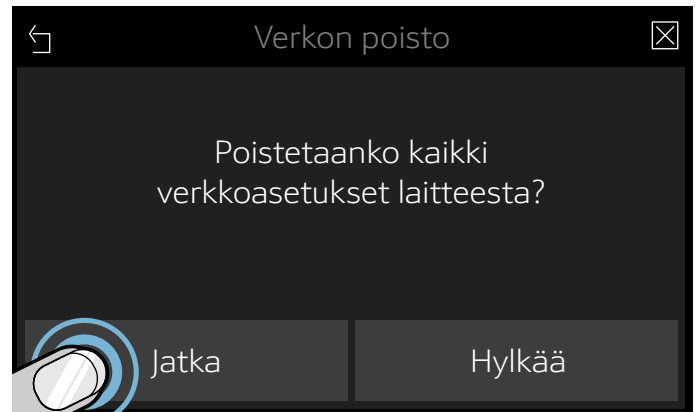 Verkon poisto
Poistetaanko kaikki
verkkoasetukset laitteesta?
Jatka
Hylkää